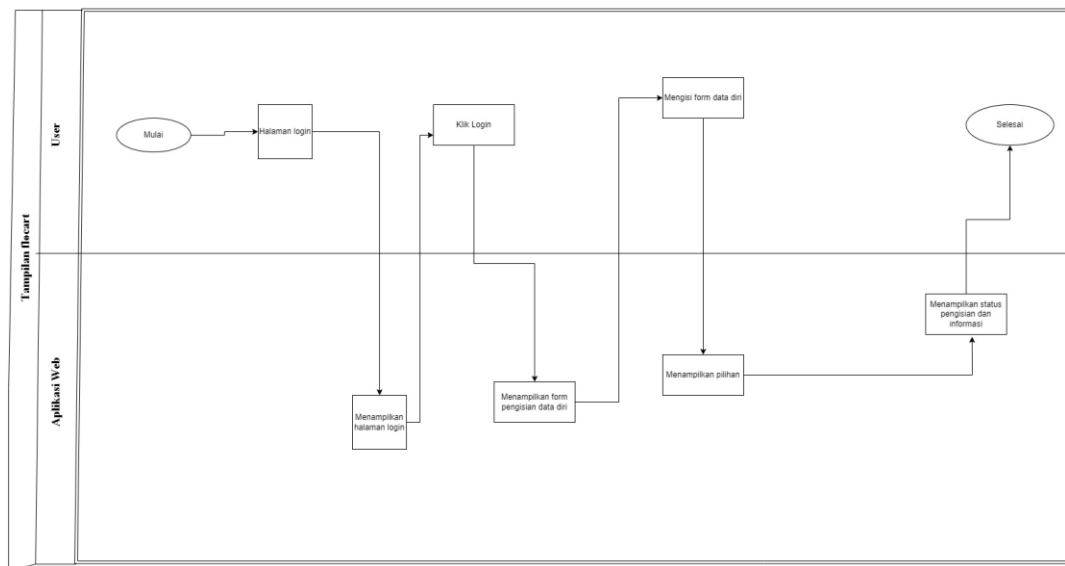 Tampilan flocart
User
Aplikasi Web
Mulai
Halaman login
Menampilkan
halaman login
Klik Login
Menampilkan form
pengisian data diri
Mengisi form data diri
Menampilkan pilihan
Menampilkan status
pengisian dan
informasi
Selesai